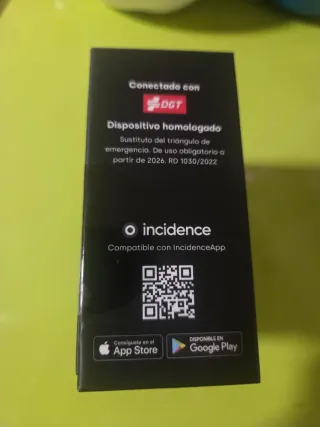 Conectado con
DGT
Dispositivo homologado
Sustituto del triángulo de
emergencia. De uso obligatorio a
partir de 2026. RD 1030/2022
incidence
Compatible con IncidenceApp
Consíguelo en el
App Store
DISPONIBLE EN
Google Play